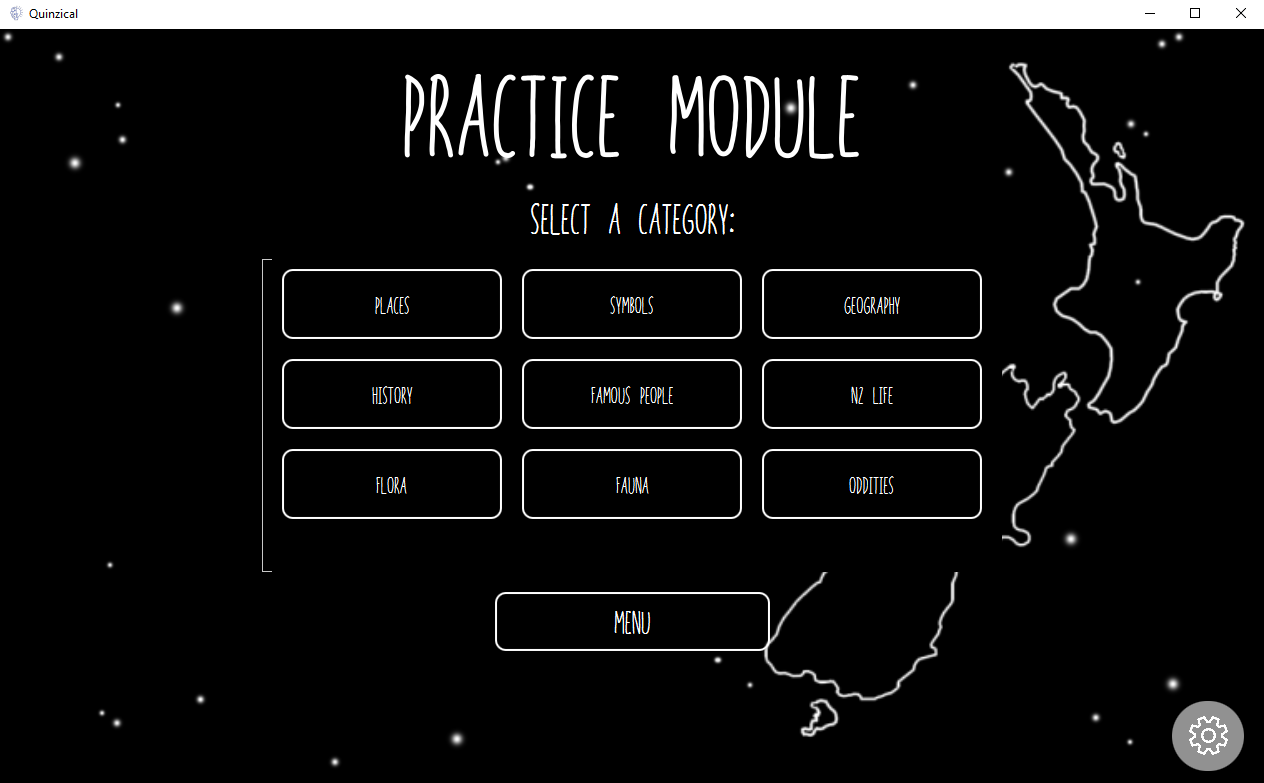 Quinzical
PRACTICE MODULE
SELECT A CATEGORY:
PLACES SYMBOLS GEOGRAPHY
HISTORY FAMOUS PEOPLE NZ LIFE
FLORA FAUNA ODDITIES
MENU